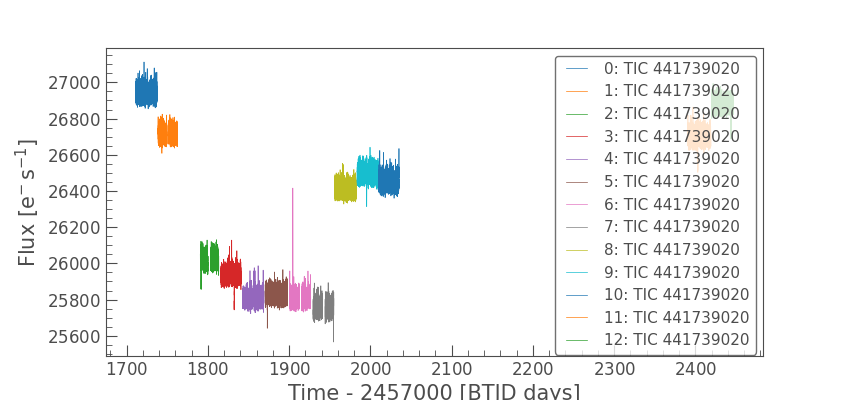 27000
26800
26600
26400
26200
26000
25800
25600
Flux [e⁻ s⁻¹]
1700 1800 1900 2000 2100 2200 2300 2400
Time - 2457000 [BTJD days]
0: TIC 441739020
1: TIC 441739020
2: TIC 441739020
3: TIC 441739020
4: TIC 441739020
5: TIC 441739020
6: TIC 441739020
7: TIC 441739020
8: TIC 441739020
9: TIC 441739020
10: TIC 441739020
11: TIC 441739020
12: TIC 441739020